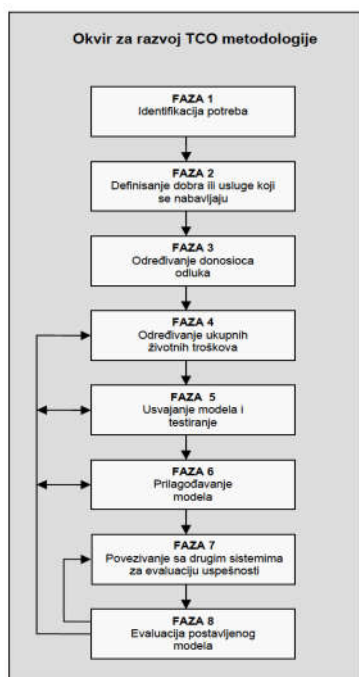 Okvir za razvoj TCO metodologije
FAZA 1
Identifikacija potreba
FAZA 2
Definisanje dobra ili usluge koji
se nabavljaju
FAZA 3
Određivanje donosioca
odluka
FAZA 4
Određivanje ukupnih
životnih troškova
FAZA 5
Usvajanje modela i
testiranje
FAZA 6
Prilagođavanje
modela
FAZA 7
Povezivanje sa drugim sistemima
za evaluaciju uspešnosti
FAZA 8
Evaluacija postavljenog
modela